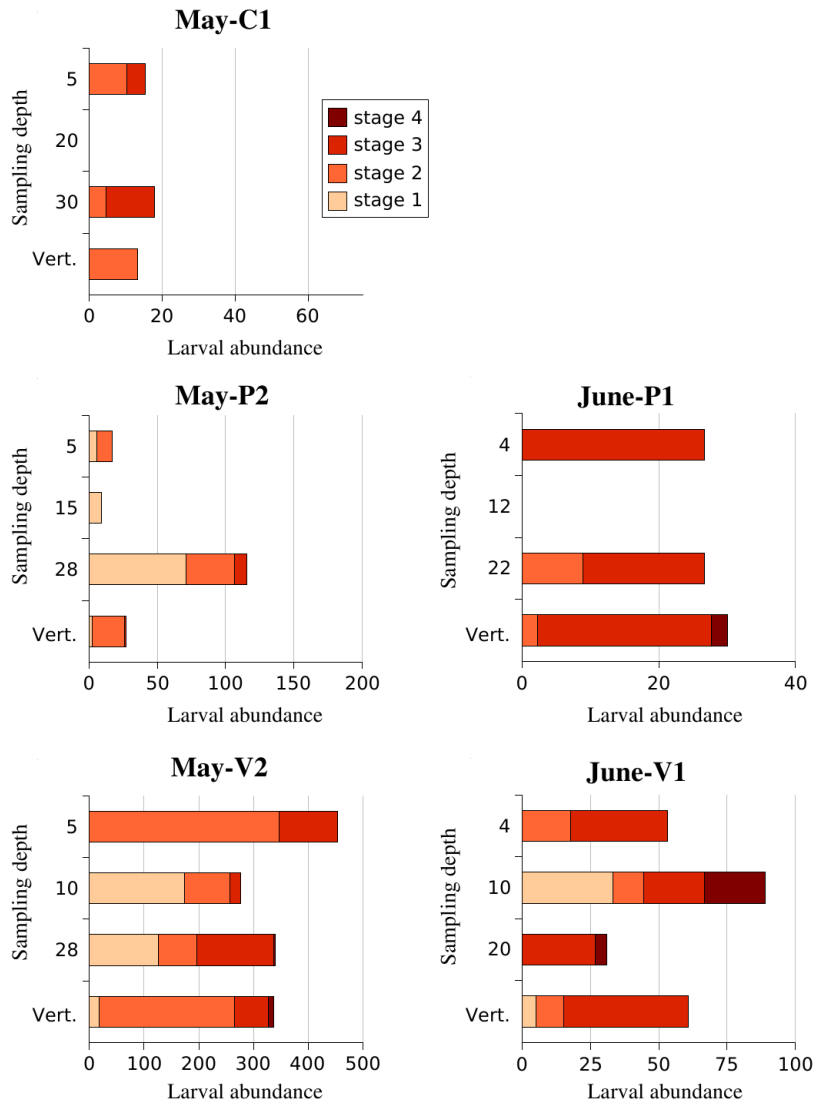 May-C1
Sampling depth
5
20
30
Vert.
0 20 40 60
Larval abundance
stage 4
stage 3
stage 2
stage 1
May-P2
Sampling depth
5
15
28
Vert.
0 50 100 150 200
Larval abundance
June-P1
Sampling depth
4
12
22
Vert.
0 20 40
Larval abundance
May-V2
Sampling depth
5
10
28
Vert.
0 100 200 300 400 500
Larval abundance
June-V1
Sampling depth
4
10
20
Vert.
0 25 50 75 100
Larval abundance